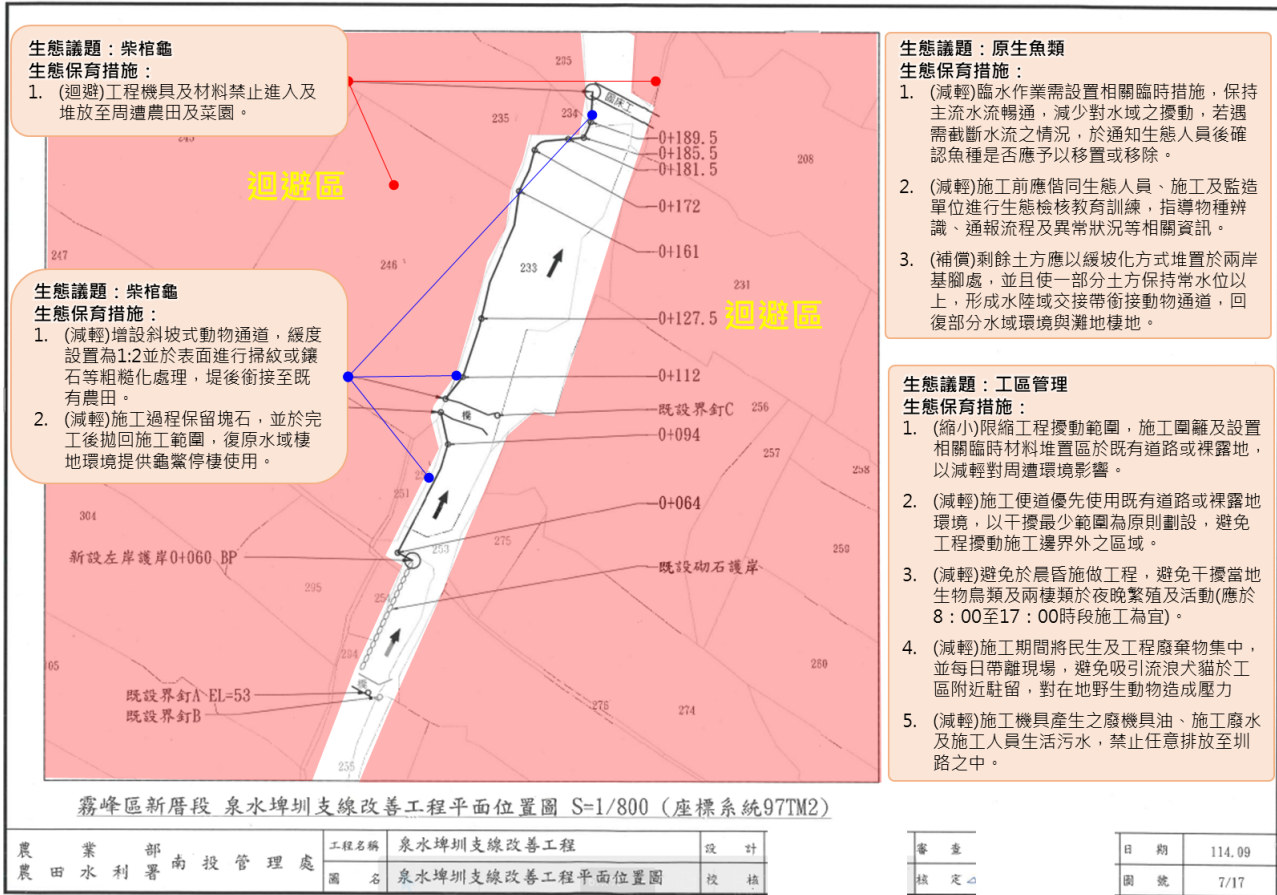 生態議題：柴棺龜
生態保育措施：
1. (迴避)工程機具及材料禁止進入及
堆放至周遭農田及菜園。
生態議題：柴棺龜
生態保育措施：
1. (減輕)增設斜坡式動物通道，緩度
設置為1:2並於表面進行掃紋或鑲
石等粗糙化處理，堤後銜接至既
有農田。
2. (減輕)施工過程保留塊石，並於完
工後拋回施工範圍，復原水域棲
地環境提供龜鱉停棲使用。
迴避區
迴避區
235
固床工
234
235
0+189.5
0+185.5
0+181.5
208
0+172
247
246
0+161
233
231
0+127.5
0+112
既設界釘C
橋
256
0+094
257
258
251
0+064
304
253
275
新設左岸護岸0+060 BP
既設砌石護岸
258
295
254
294
280
既設界釘A EL=53
橋
既設界釘B
276
274
255
生態議題：原生魚類
生態保育措施：
1. (減輕)臨水作業需設置相關臨時措施，保持
主流水流暢通，減少對水域之擾動，若遇
需截斷水流之情況，於通知生態人員後確
認魚種是否應予以移置或移除。
2. (減輕)施工前應偕同生態人員、施工及監造
單位進行生態檢核教育訓練，指導物種辨
識、通報流程及異常狀況等相關資訊。
3. (補償)剩餘土方應以緩坡化方式堆置於兩岸
基腳處，並且使一部分土方保持常水位以
上，形成水陸域交接帶銜接動物通道，回
復部分水域環境與灘地棲地。
生態議題：工區管理
生態保育措施：
1. (縮小)限縮工程擾動範圍，施工圍籬及設置
相關臨時材料堆置區於既有道路或裸露地，
以減輕對周遭環境影響。
2. (減輕)施工便道優先使用既有道路或裸露地
環境，以干擾最少範圍為原則劃設，避免
工程擾動施工邊界外之區域。
3. (減輕)避免於晨昏施做工程，避免干擾當地
生物鳥類及兩棲類於夜晚繁殖及活動(應於
8：00至17：00時段施工為宜)。
4. (減輕)施工期間將民生及工程廢棄物集中，
並每日帶離現場，避免吸引流浪犬貓於工
區附近駐留，對在地野生動物造成壓力
5. (減輕)施工機具產生之廢機具油、施工廢水
及施工人員生活污水，禁止任意排放至圳
路之中。
霧峰區新厝段 泉水埤圳支線改善工程平面位置圖 S=1/800 (座標系統97TM2)
農業部
農田水利署
南投管理處
工程名稱 泉水埤圳支線改善工程
圖名 泉水埤圳支線改善工程平面位置圖
設計
校核
審查
核定
日期 114.09
圖號 7/17